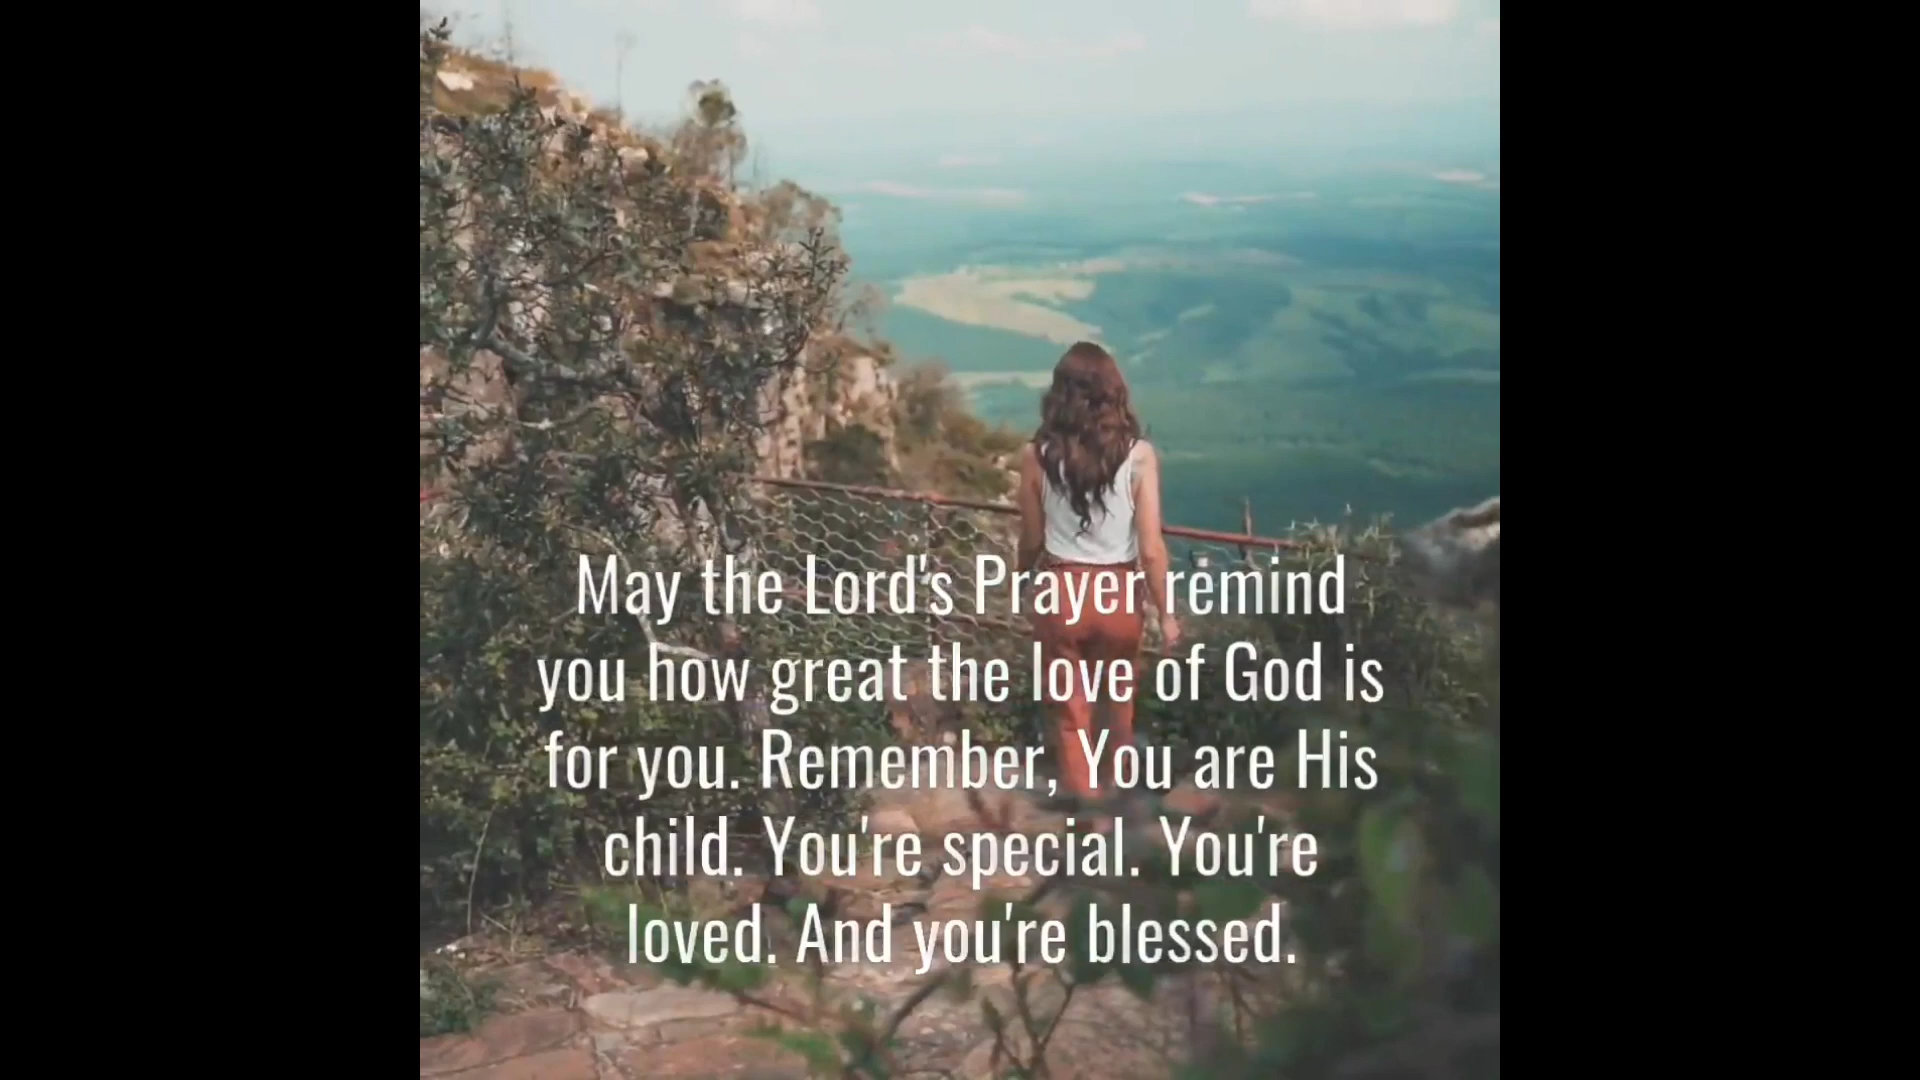 May the Lord's Prayer remind
you how great the love of God is
for you. Remember, You are His
child. You're special. You're
loved. And you're blessed.